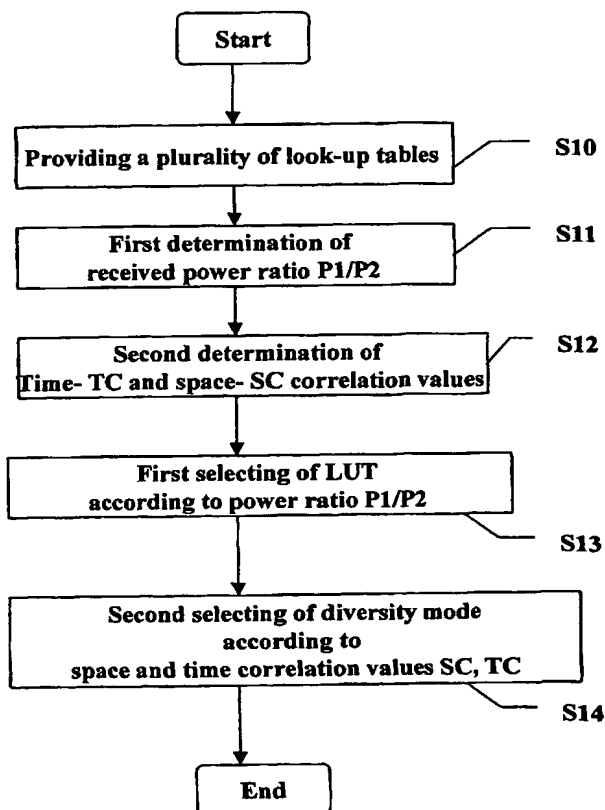 Start
Providing a plurality of look-up tables
S10
First determination of
received power ratio P1/P2
S11
Second determination of
Time- TC and space- SC correlation values
S12
First selecting of LUT
according to power ratio P1/P2
S13
Second selecting of diversity mode
according to
space and time correlation values SC, TC
S14
End